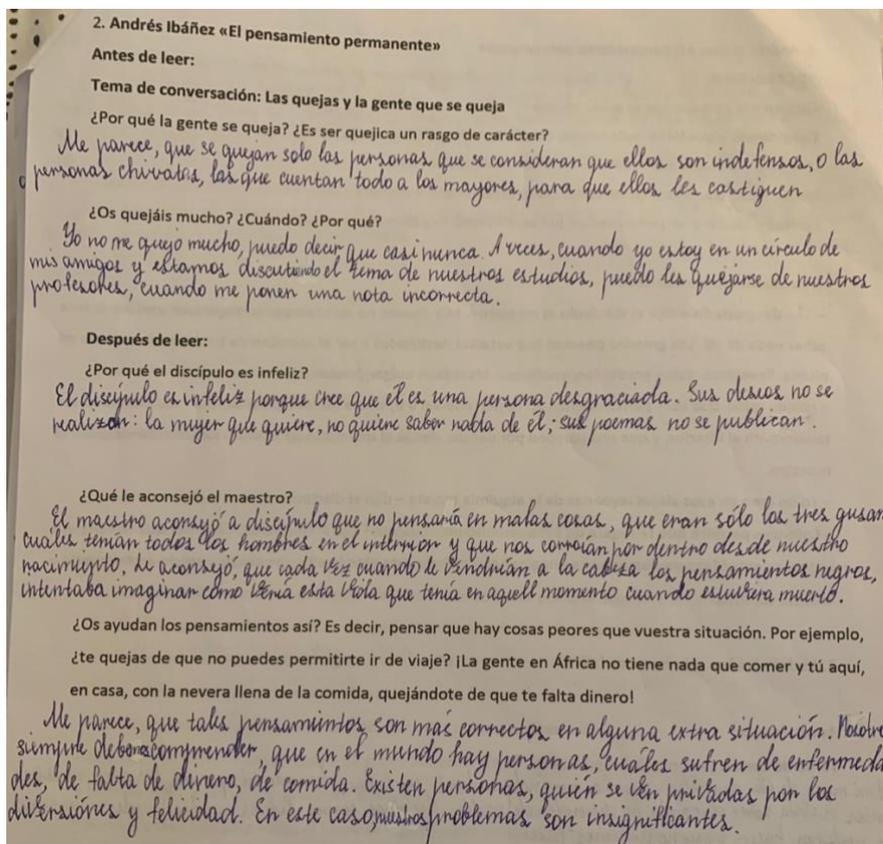 2. Andrés Ibáñez «El pensamiento permanente»
Antes de leer:
Tema de conversación: Las quejas y la gente que se queja
¿Por qué la gente se queja? ¿Es ser quejica un rasgo de carácter?
Me parece, que se quejan solo las personas que se consideran que ellos son indefensos, o las
personas chivatas, las que cuentan todo a los mayores, para que ellos les castiguen
¿Os quejáis mucho? ¿Cuándo? ¿Por qué?
Yo no me quejo mucho, puedo decir que casi nunca. A veces, cuando yo estoy en un círculo de
mis amigos y estamos discutiendo el tema de nuestros estudios, puedo les quejarse de nuestros
profesores, cuando me ponen una nota incorrecta.
Después de leer:
¿Por qué el discípulo es infeliz?
El discípulo es infeliz porque cree que él es una persona desgraciada. Sus deseos no se
realizan: la mujer que quiere, no quiere saber nada de él; sus poemas no se publican.
¿Qué le aconsejó el maestro?
El maestro aconsejó a discípulo que no pensaría en malas cosas, que eran sólo los tres gusan
cuáles tenían todos los hombres en el interior y que nos corroían por dentro desde nuestro
nacimiento, Le aconsejó, que cada vez cuando le vendrían a la cabeza los pensamientos negros,
intentaba imaginar cómo vería esta vida que tenía en aquell momento cuando estuviera muerto.
¿Os ayudan los pensamientos así? Es decir, pensar que hay cosas peores que vuestra situación. Por ejemplo,
¿te quejas de que no puedes permitirte ir de viaje? ¡La gente en África no tiene nada que comer y tú aquí,
en casa, con la nevera llena de la comida, quejándote de que te falta dinero!
Me parece, que tales pensamientos son más correctos en alguna extra situación. Nosotro
siempre debemos comprender, que en el mundo hay personas, cuáles sufren de enfermeda
des, de falta de dinero, de comida. Existen personas, quién se ven privadas por los
diversiónes y felicidad. En este caso, nuestros problemas son insignificantes.